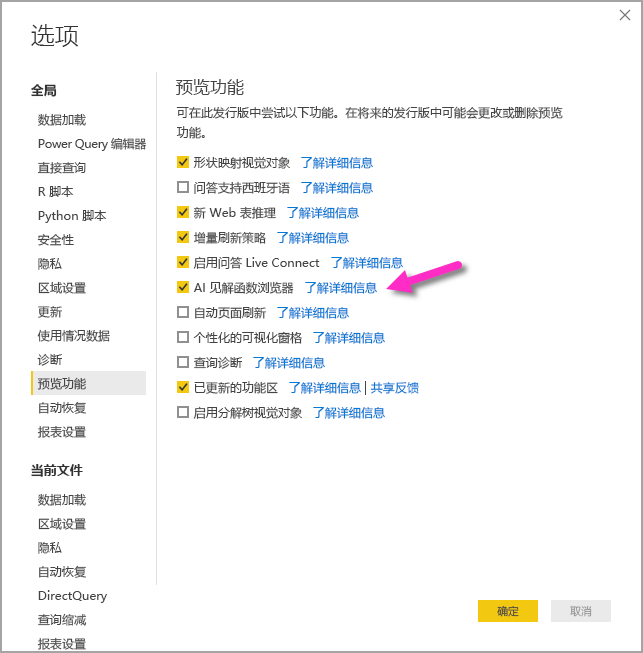 选项
全局
数据加载
Power Query 编辑器
直接查询
R 脚本
Python 脚本
安全性
隐私
区域设置
更新
使用情况数据
诊断
预览功能
自动恢复
报表设置
当前文件
数据加载
区域设置
隐私
自动恢复
DirectQuery
查询缩减
报表设置
预览功能
可在此发行版中尝试以下功能。在将来的发行版中可能会更改或删除预览
功能。
形状映射视觉对象 了解详细信息
问答支持西班牙语 了解详细信息
新 Web 表推理 了解详细信息
增量刷新策略 了解详细信息
启用问答 Live Connect 了解详细信息
AI 见解函数浏览器 了解详细信息
自动页面刷新 了解详细信息
个性化的可视化窗格 了解详细信息
查询诊断 了解详细信息
已更新的功能区 了解详细信息 | 共享反馈
启用分解树视觉对象 了解详细信息
确定
取消